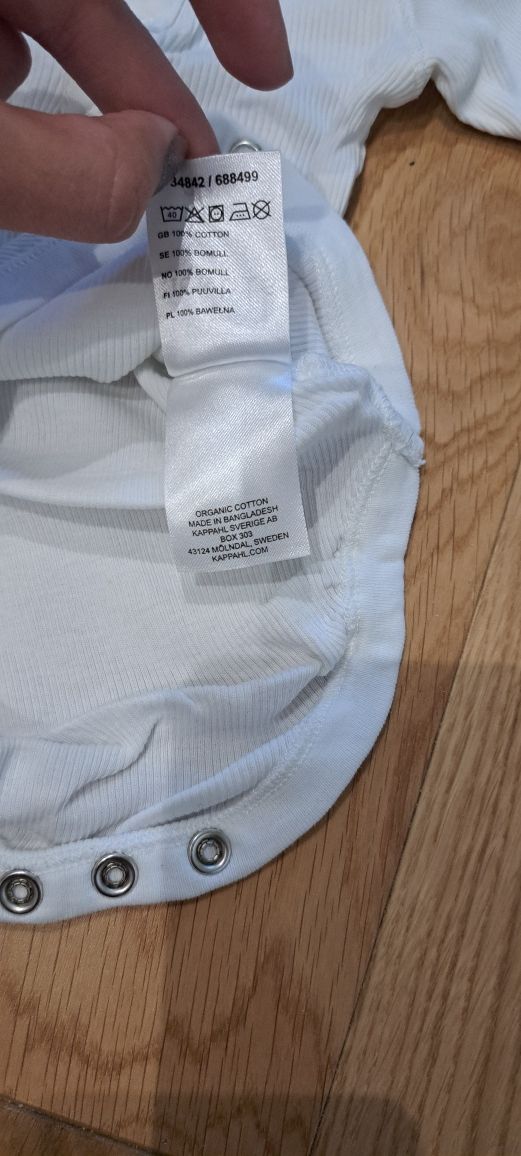 34842 / 688499
40
GB 100% COTTON
SE 100% BOMULL
NO 100% BOMULL
FI 100% PUUVILLA
PL 100% BAWEŁNA
ORGANIC COTTON
MADE IN BANGLADESH
KAPPAHL SVERIGE AB
BOX 303
43124 MÖLNDAL, SWEDEN
KAPPAHL.COM